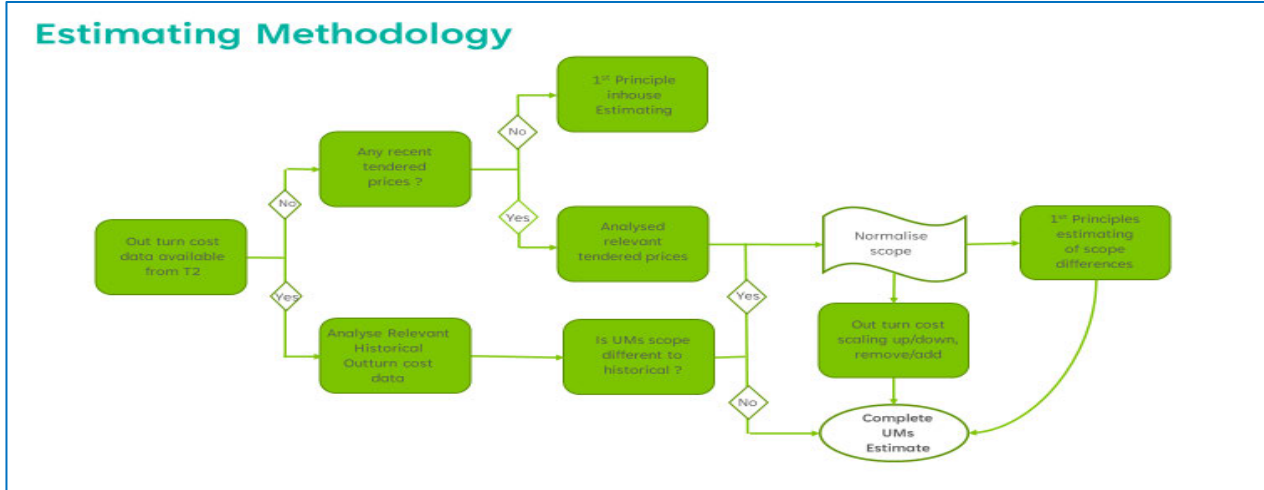 Estimating Methodology
1st Principle
inhouse
Estimating
No
Any recent
tendered
prices ?
No
Yes
Out turn cost
data available
from T2
Analysed
relevant
tendered prices
Normalise
scope
1st Principles
estimating
of scope
differences
Yes
Yes
Analyse Relevant
Historical
Outturn cost
data
Is UMs scope
different to
historical ?
Out turn cost
scaling up/down,
remove/add
No
Complete
UMs
Estimate